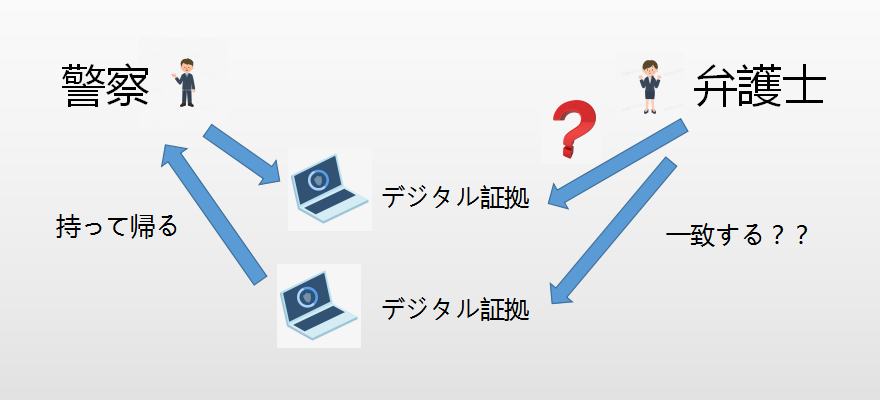 警察
弁護士
デジタル証拠
持って帰る
一致する？？
デジタル証拠